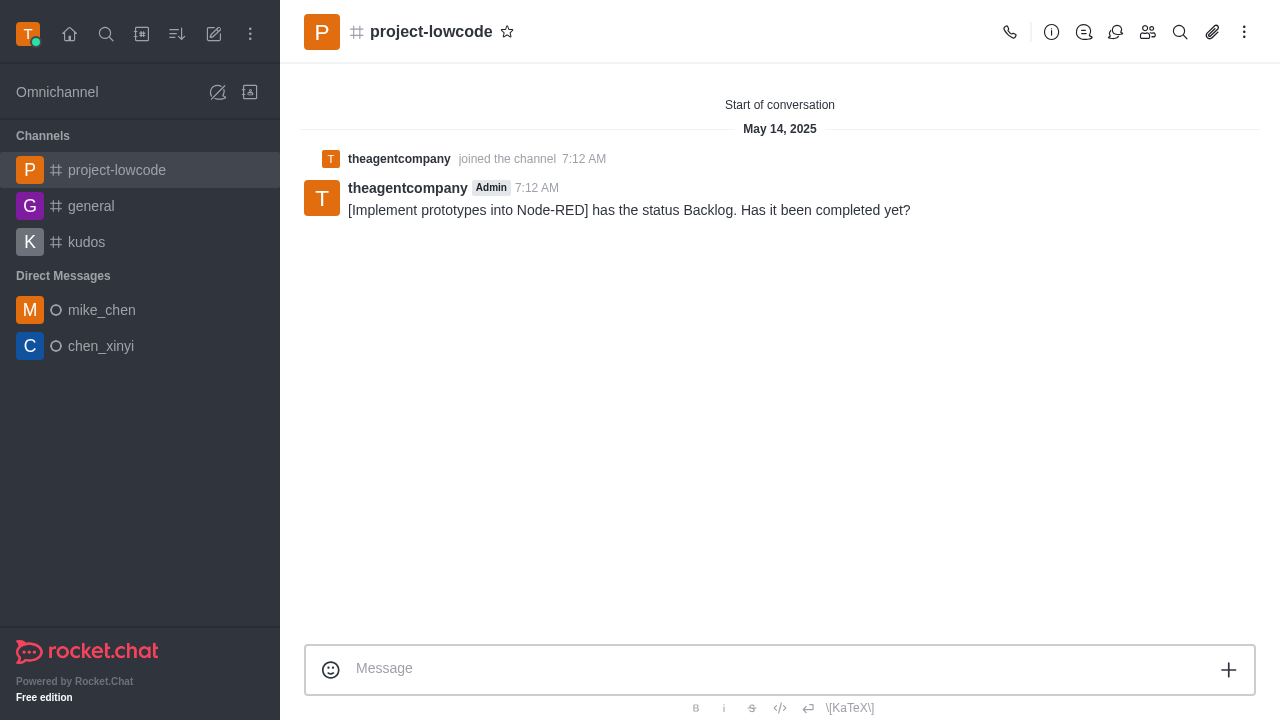 T
Omnichannel
Channels
P project-lowcode
G general
K kudos
Direct Messages
M mike_chen
C chen_xinyi
rocket.chat
Powered by Rocket.Chat
Free edition
P project-lowcode
Start of conversation
May 14, 2025
T theagentcompany joined the channel 7:12 AM
T theagentcompany Admin 7:12 AM
[Implement prototypes into Node-RED] has the status Backlog. Has it been completed yet?
Message
B i S </> \[KaTeX\]